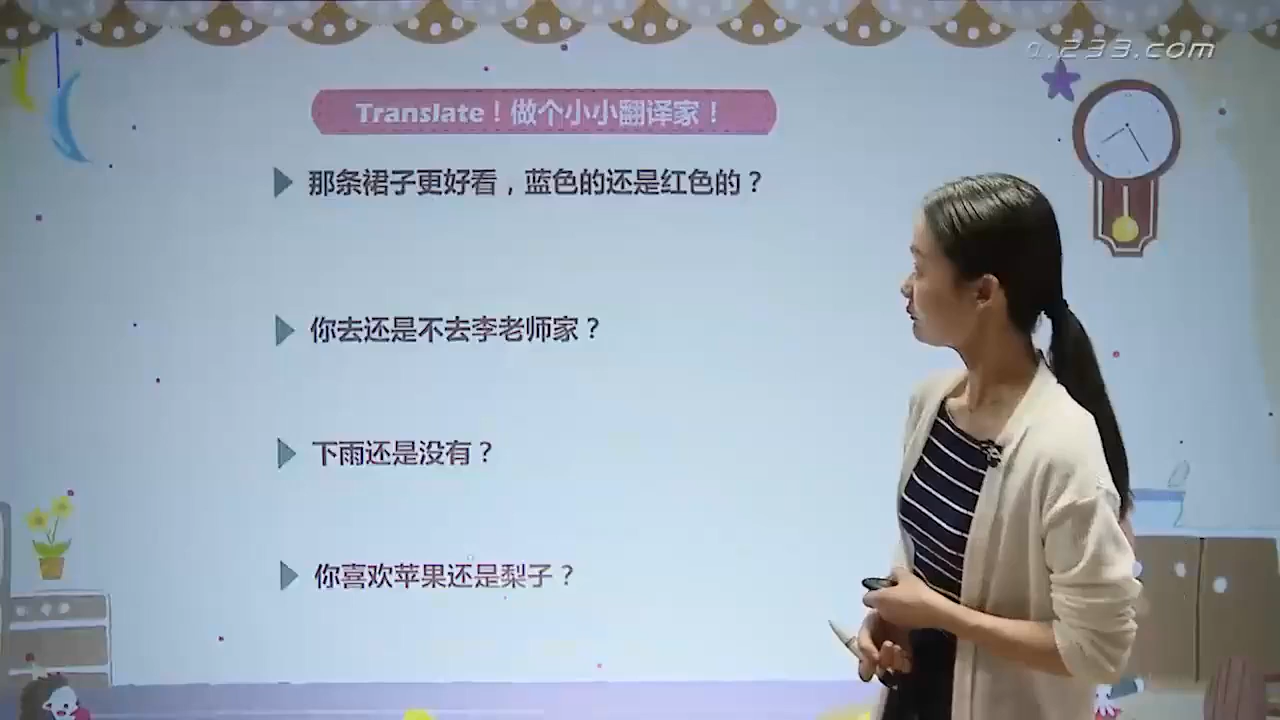 .233.com
Translate！做个小小翻译家！
那条裙子更好看，蓝色的还是红色的？
你去还是不去李老师家？
下雨还是没有？
你喜欢苹果还是梨子？